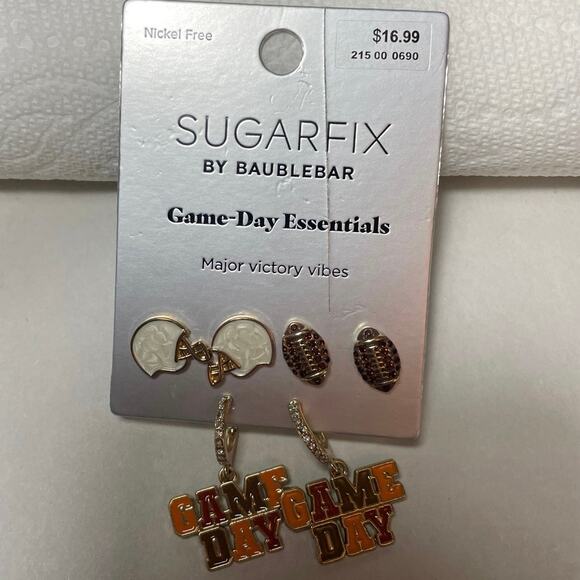 Nickel Free
$16.99
215 00 0690
SUGARFIX
BY BAUBLEBAR
Game-Day Essentials
Major victory vibes
GAME GAME
DAY DAY